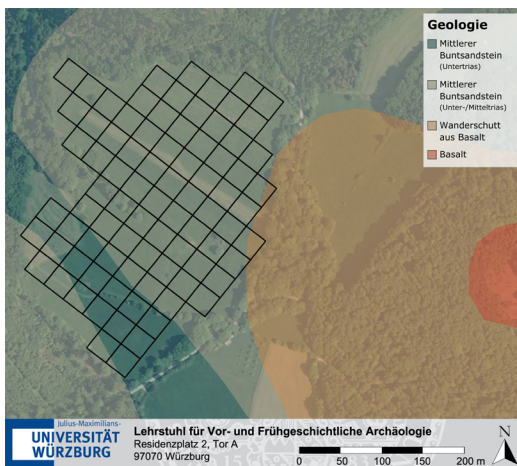 Geologie
Mittlerer
Buntsandstein
(Untertrias)
Mittlerer
Buntsandstein
(Unter-/Mitteltrias)
Wanderschutt
aus Basalt
Basalt
Julius-Maximilians-
UNIVERSITÄT
WÜRZBURG
Lehrstuhl für Vor- und Frühgeschichtliche Archäologie
Residenzplatz 2, Tor A
97070 Würzburg
0 50 100 150 200 m
N